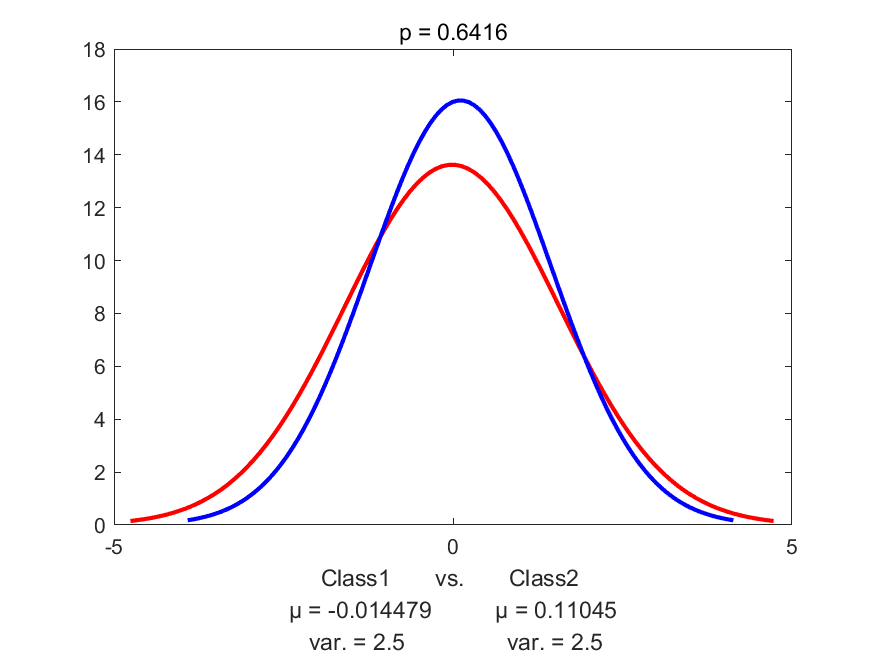 p = 0.6416
18
16
14
12
10
8
6
4
2
0
-5 0 5
Class1 vs. Class2
μ = -0.014479 μ = 0.11045
var. = 2.5 var. = 2.5